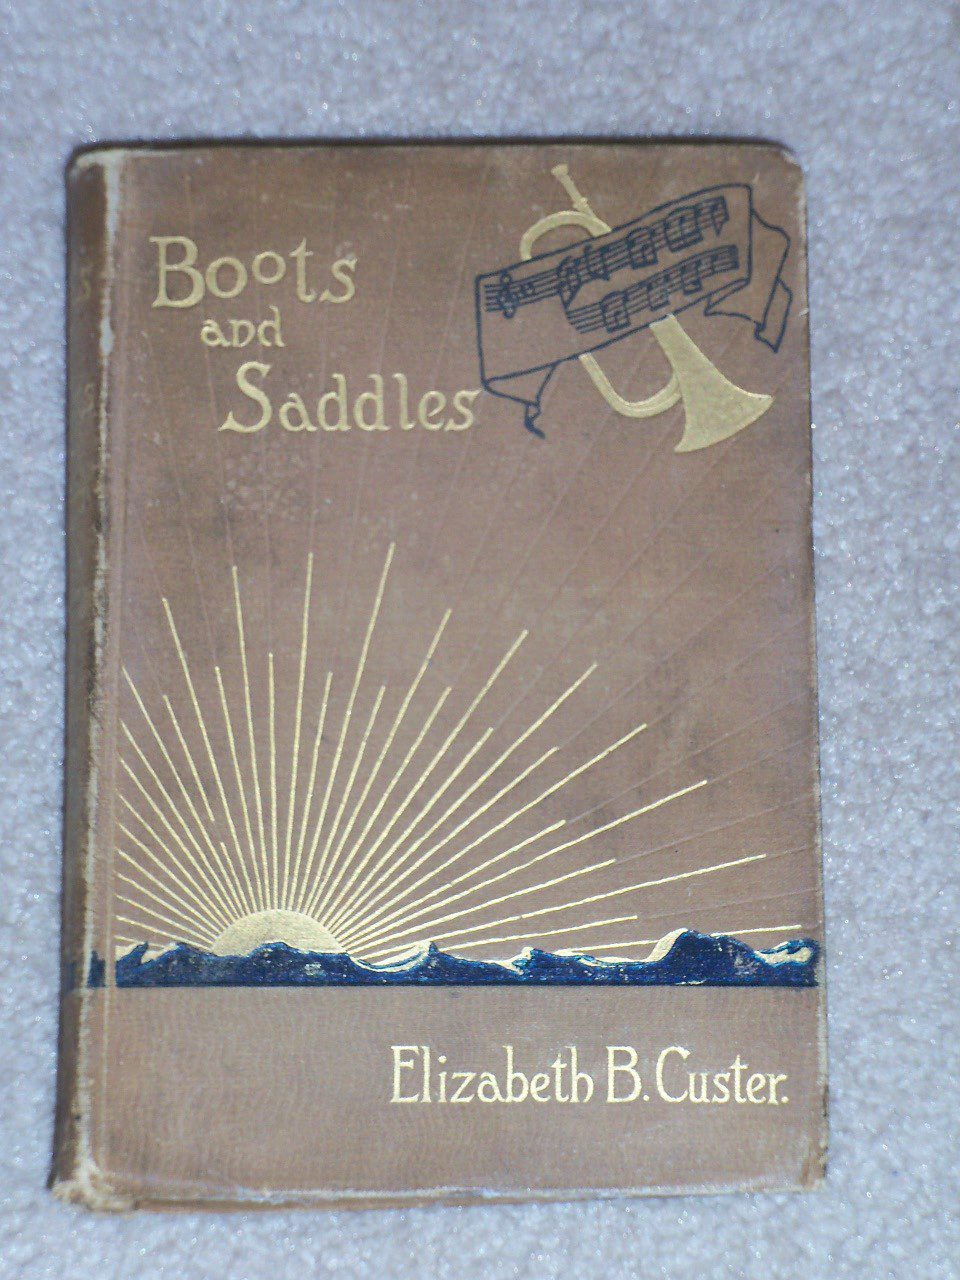 Boots
and
Saddles
Elizabeth B. Custer.